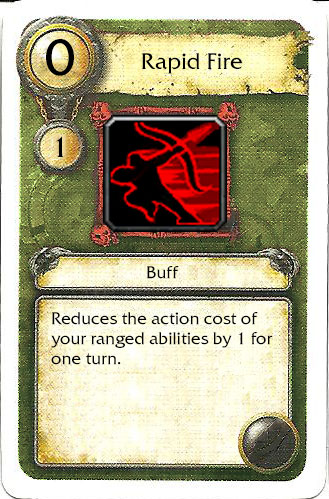 0
Rapid Fire
1
Buff
Reduces the action cost of
your ranged abilities by 1 for
one turn.